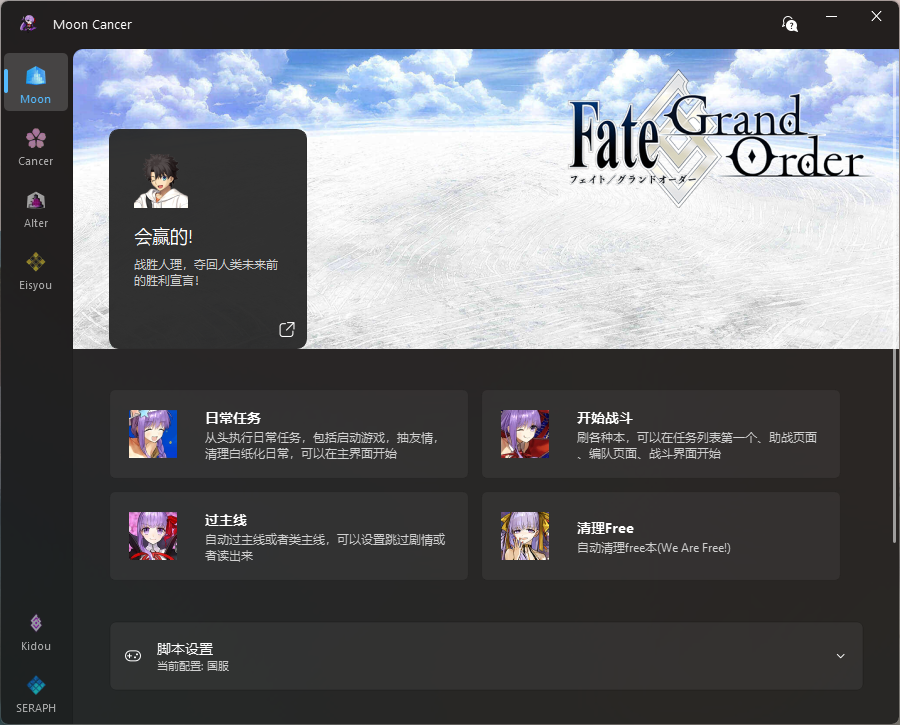 Moon Cancer
Moon
Cancer
Alter
Eisyou
Kidou
SERAPH
Fate
Grand
Order
フェイト/グランドオーダー
会赢的!
战胜人理，夺回人类未来前
的胜利宣言！
日常任务
从头执行日常任务，包括启动游戏，抽友情，
清理白纸化日常，可以在主界面开始
开始战斗
刷各种本，可以在任务列表第一个、助战页面
、编队页面、战斗界面开始
过主线
自动过主线或者类主线，可以设置跳过剧情或
者读出来
清理Free
自动清理free本(We Are Free!)
脚本设置
当前配置: 国服